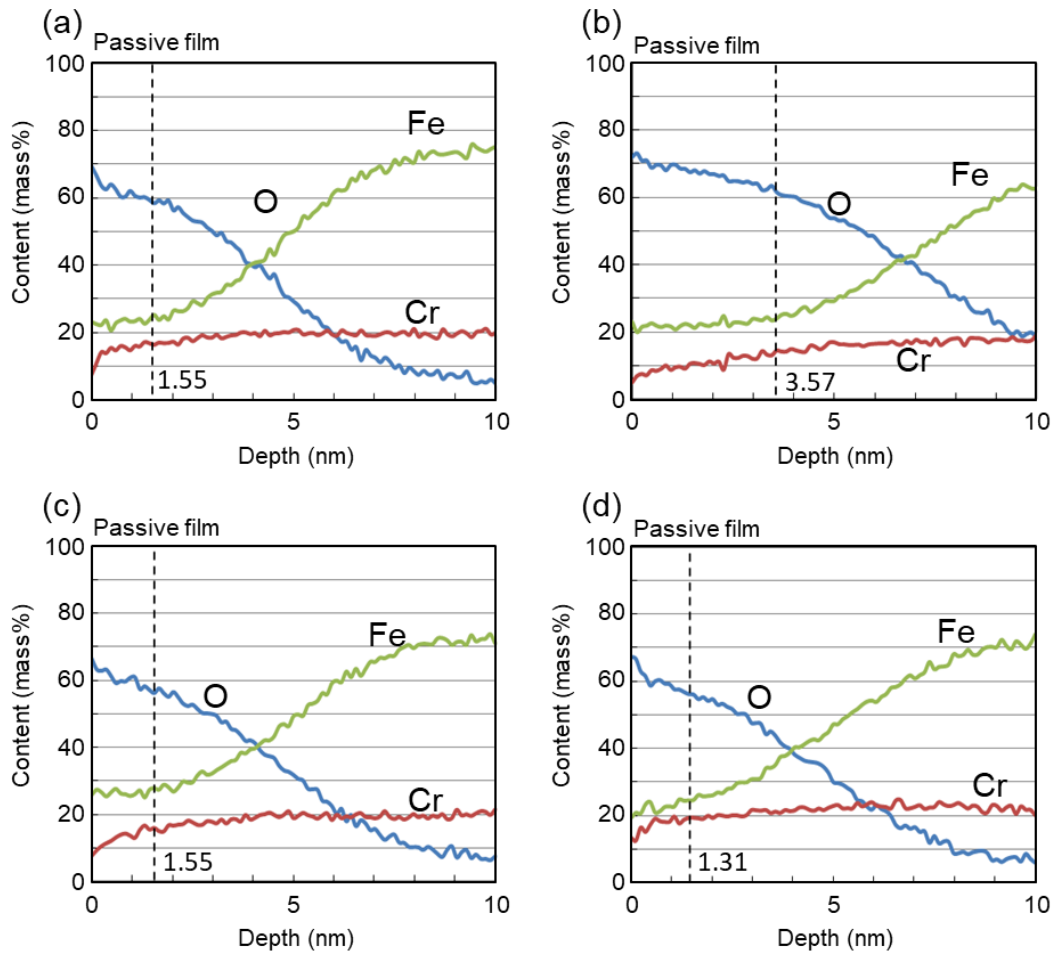 (a)
Passive film
Content (mass%)
100
80
60
40
20
0
Fe
O
Cr
1.55
0
5
10
Depth (nm)
(b)
Passive film
Content (mass%)
100
80
60
40
20
0
Fe
O
Cr
3.57
0
5
10
Depth (nm)
(c)
Passive film
Content (mass%)
100
80
60
40
20
0
Fe
O
Cr
1.55
0
5
10
Depth (nm)
(d)
Passive film
Content (mass%)
100
80
60
40
20
0
Fe
O
Cr
1.31
0
5
10
Depth (nm)